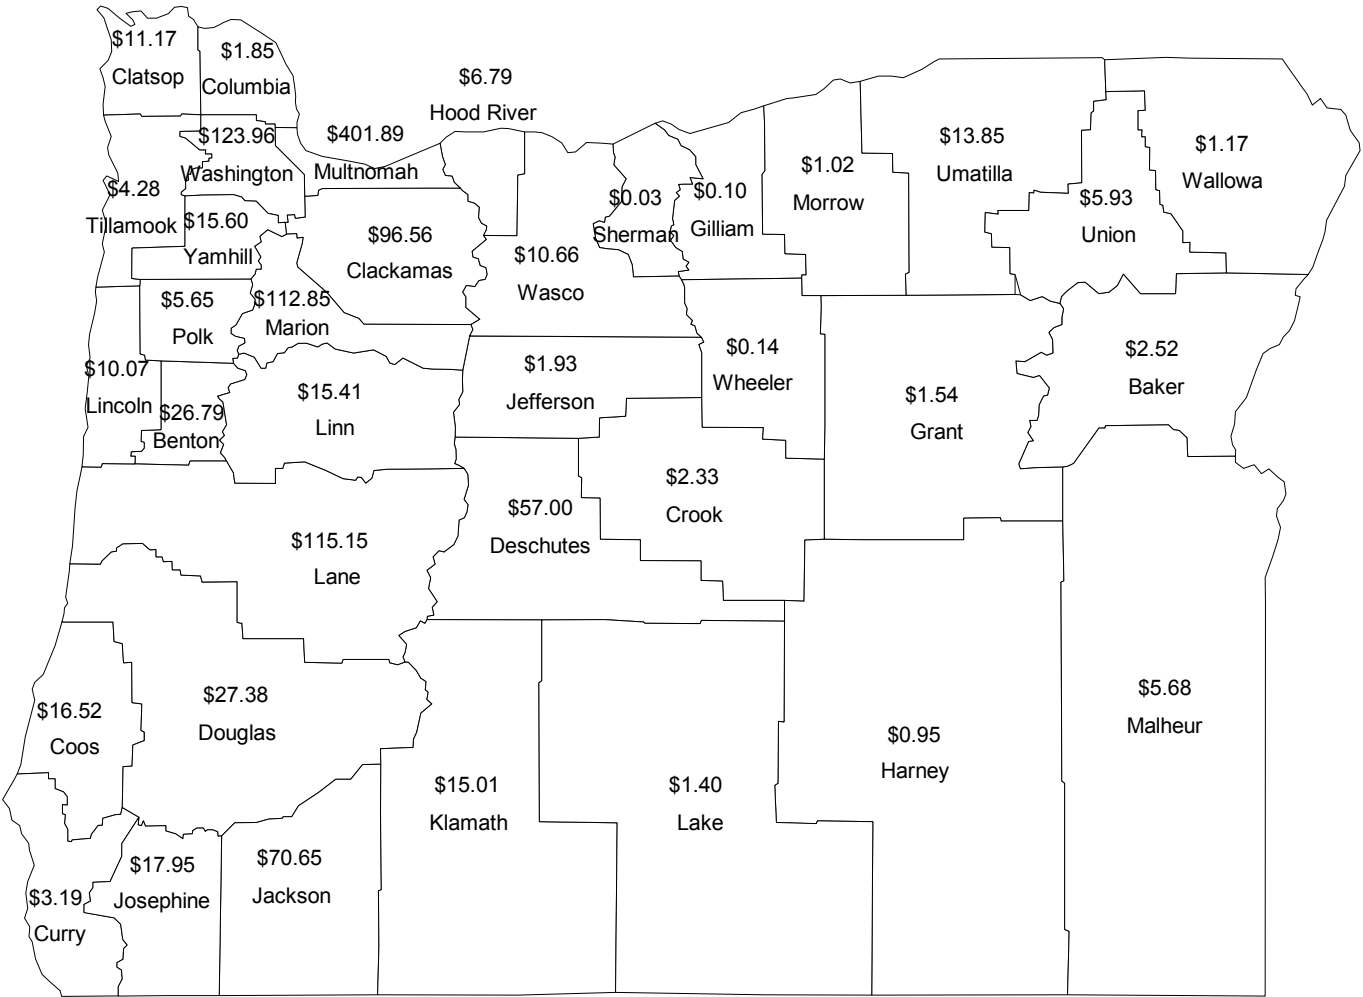 $11.17
Clatsop
$1.85
Columbia
$6.79
Hood River
$123.96
Washington
$401.89
Multnomah
$13.85
Umatilla
$1.17
Wallowa
$1.02
Morrow
$4.28
Tillamook
$0.03
Sherman
$0.10
Gilliam
$5.93
Union
$15.60
Yamhill
$96.56
Clackamas
$10.66
Wasco
$5.65
Polk
$112.85
Marion
$0.14
Wheeler
$2.52
Baker
$10.07
Lincoln
$1.93
Jefferson
$26.79
Benton
$15.41
Linn
$1.54
Grant
$2.33
Crook
$57.00
Deschutes
$115.15
Lane
$5.68
Malheur
$27.38
Douglas
$16.52
Coos
$0.95
Harney
$15.01
Klamath
$1.40
Lake
$17.95
Josephine
$70.65
Jackson
$3.19
Curry